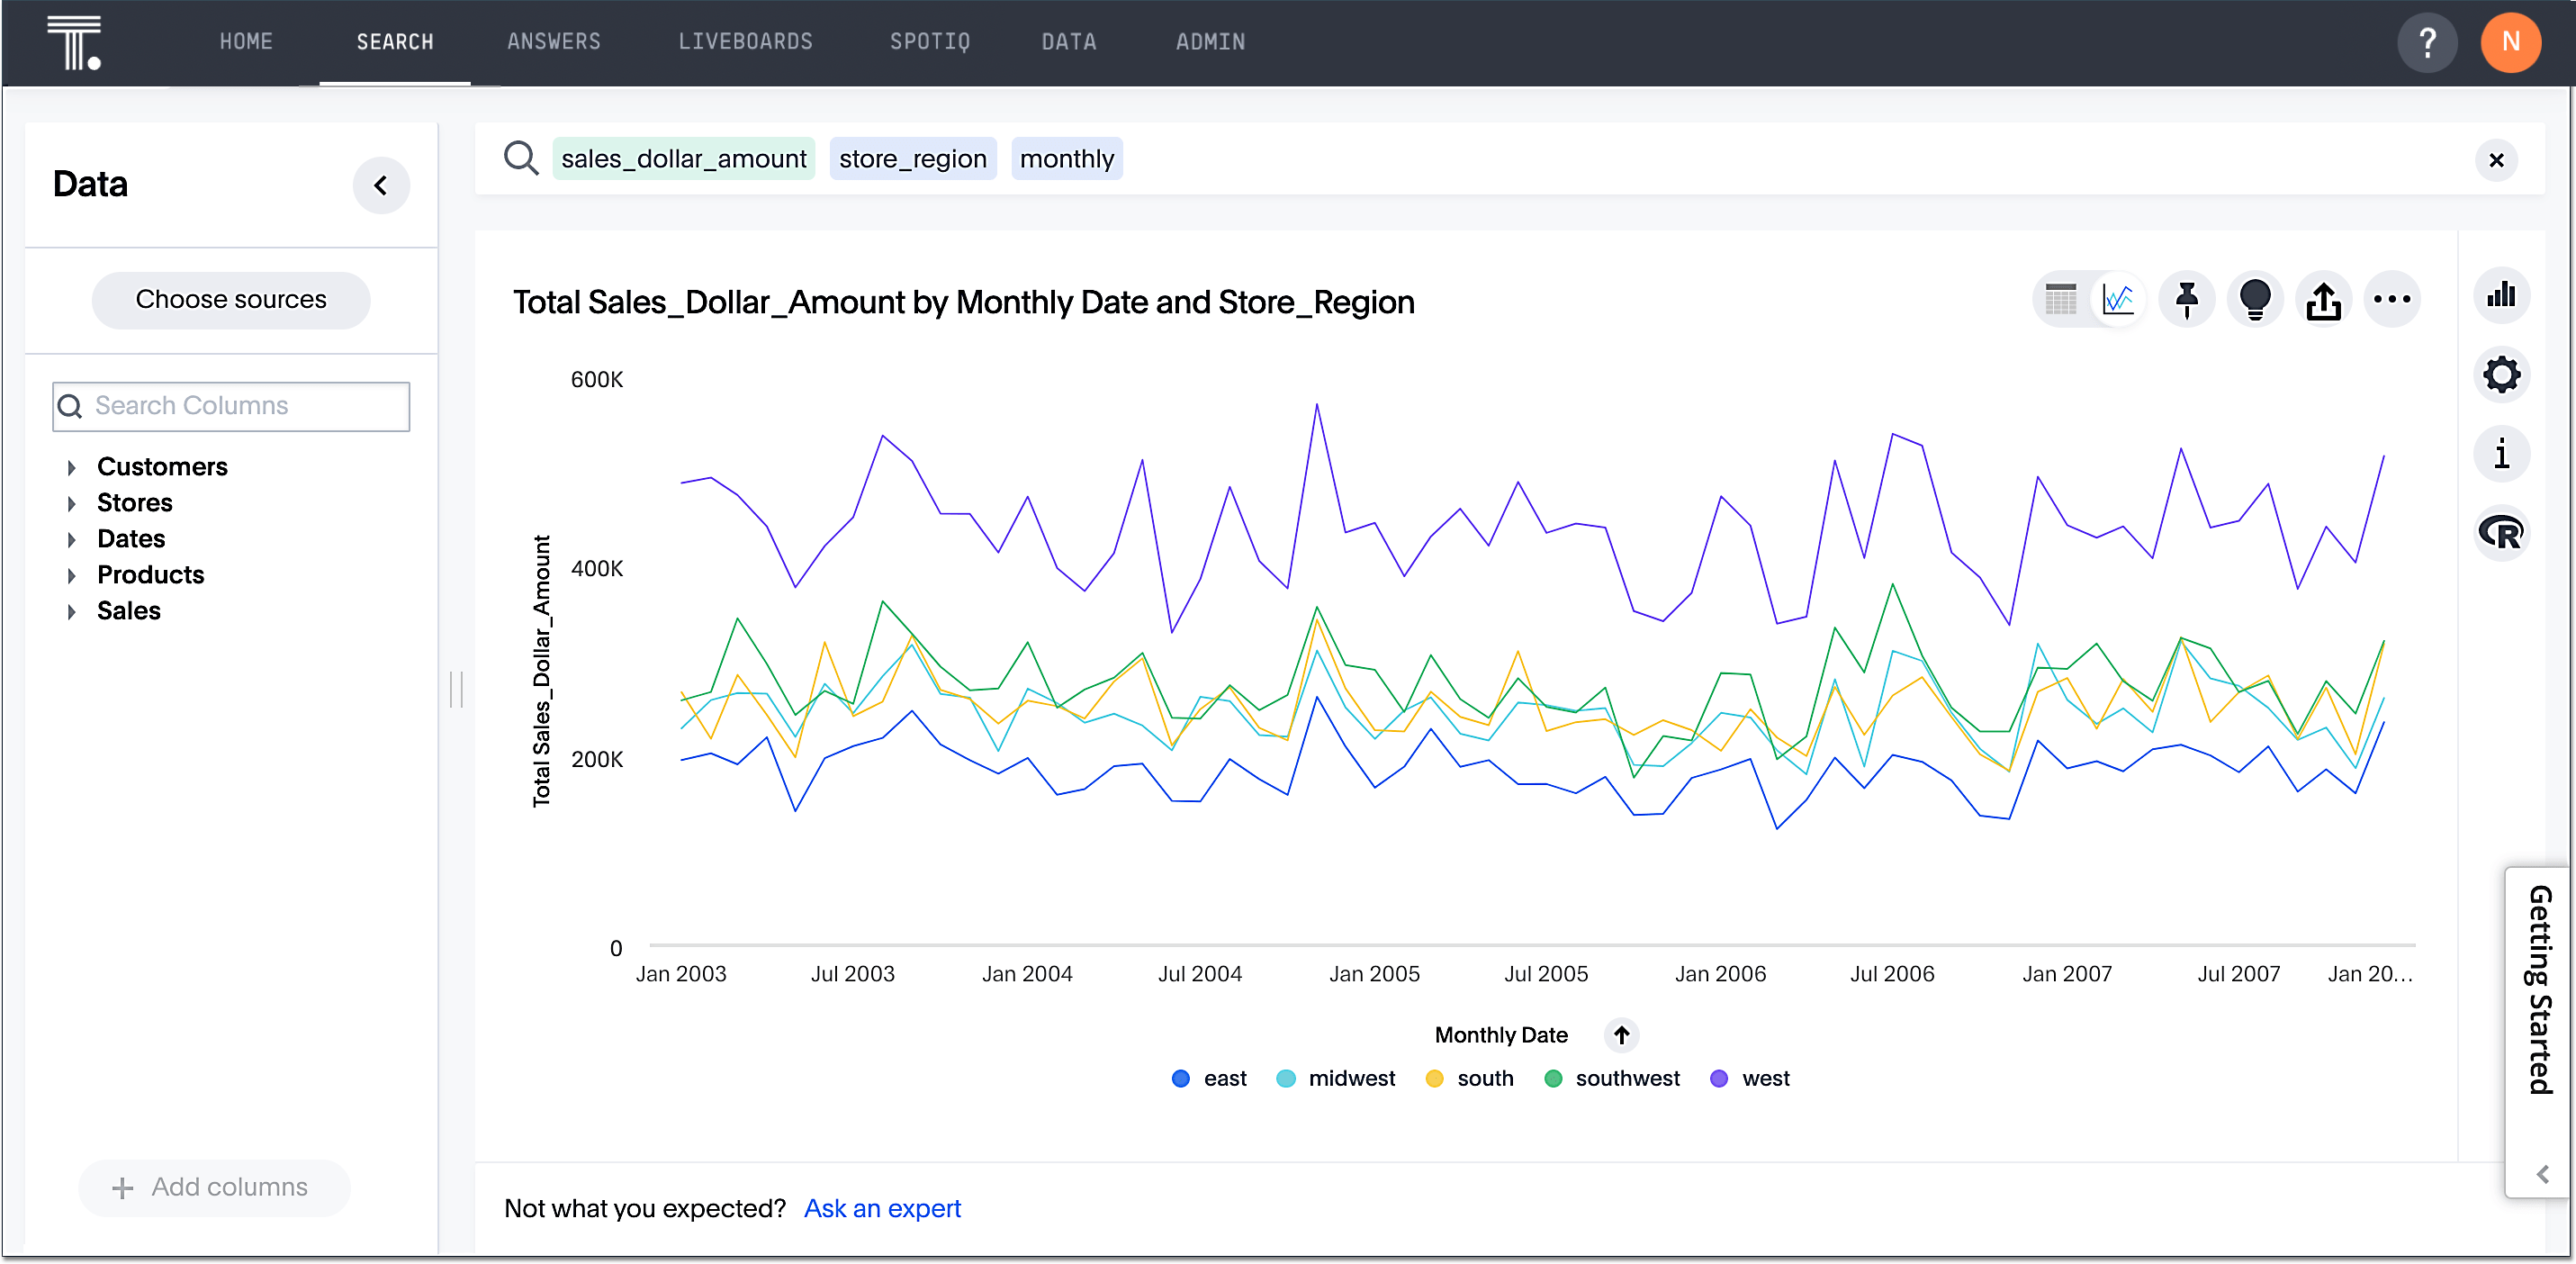 HOME SEARCH ANSWERS LIVEBOARDS SPOTIQ DATA ADMIN ? N
Data
Choose sources
Search Columns
Customers
Stores
Dates
Products
Sales
+ Add columns
sales_dollar_amount store_region monthly
Total Sales_Dollar_Amount by Monthly Date and Store_Region
Total Sales_Dollar_Amount
600K
400K
200K
0
Jan 2003 Jul 2003 Jan 2004 Jul 2004 Jan 2005 Jul 2005 Jan 2006 Jul 2006 Jan 2007 Jul 2007 Jan 20...
Monthly Date
east midwest south southwest west
Not what you expected? Ask an expert
i
R
Getting Started